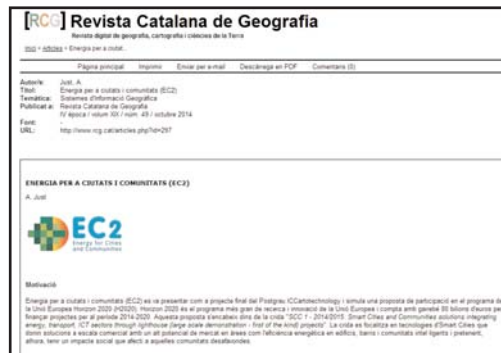 [RCG] Revista Catalana de Geografia
Revista digital de geografia, cartografia i ciències de la Terra
Inici > Articles > Energia per a ciutat...
Pàgina principal Imprimir Enviar per e-mail Descàrrega en PDF Comentaris (0)
Autor/s: Just, A.
Títol: Energia per a ciutats i comunitats (EC2)
Temàtica: Sistemes d'Informació Geogràfica
Publicat a: Revista Catalana de Geografia
IV època / volum XIX / núm. 49 / octubre 2014
Font: -
URL: http://www.rcg.cat/articles.php?id=297
ENERGIA PER A CIUTATS I COMUNITATS (EC2)
A. Just
EC2
Energy for Cities
and Communities
Motivació
Energia per a ciutats i comunitats (EC2) es va presentar com a projecte final del Postgrau ICCartotechnology i simula una proposta de participació en el programa de
la Unió Europea Horizon 2020 (H2020). Horizon 2020 és el programa més gran de recerca i innovació de la Unió Europea i compta amb gairebé 80 bilions d'euros per
finançar projectes per al període 2014-2020. Aquesta proposta s'encabeix dins de la crida "SCC 1 - 2014/2015: Smart Cities and Communities solutions integrating
energy, transport, ICT sectors through lighthouse (large scale demonstration - first of the kind) projects". La crida es focalitza en tecnologies d'Smart Cities que
donin solucions a escala comercial amb un alt potencial de mercat en àrees com l'eficiència energètica en edificis, barris i comunitats vital lligents i pretenent,
alhora, tenir un impacte social que afecti a aquelles comunitats desafavorides.